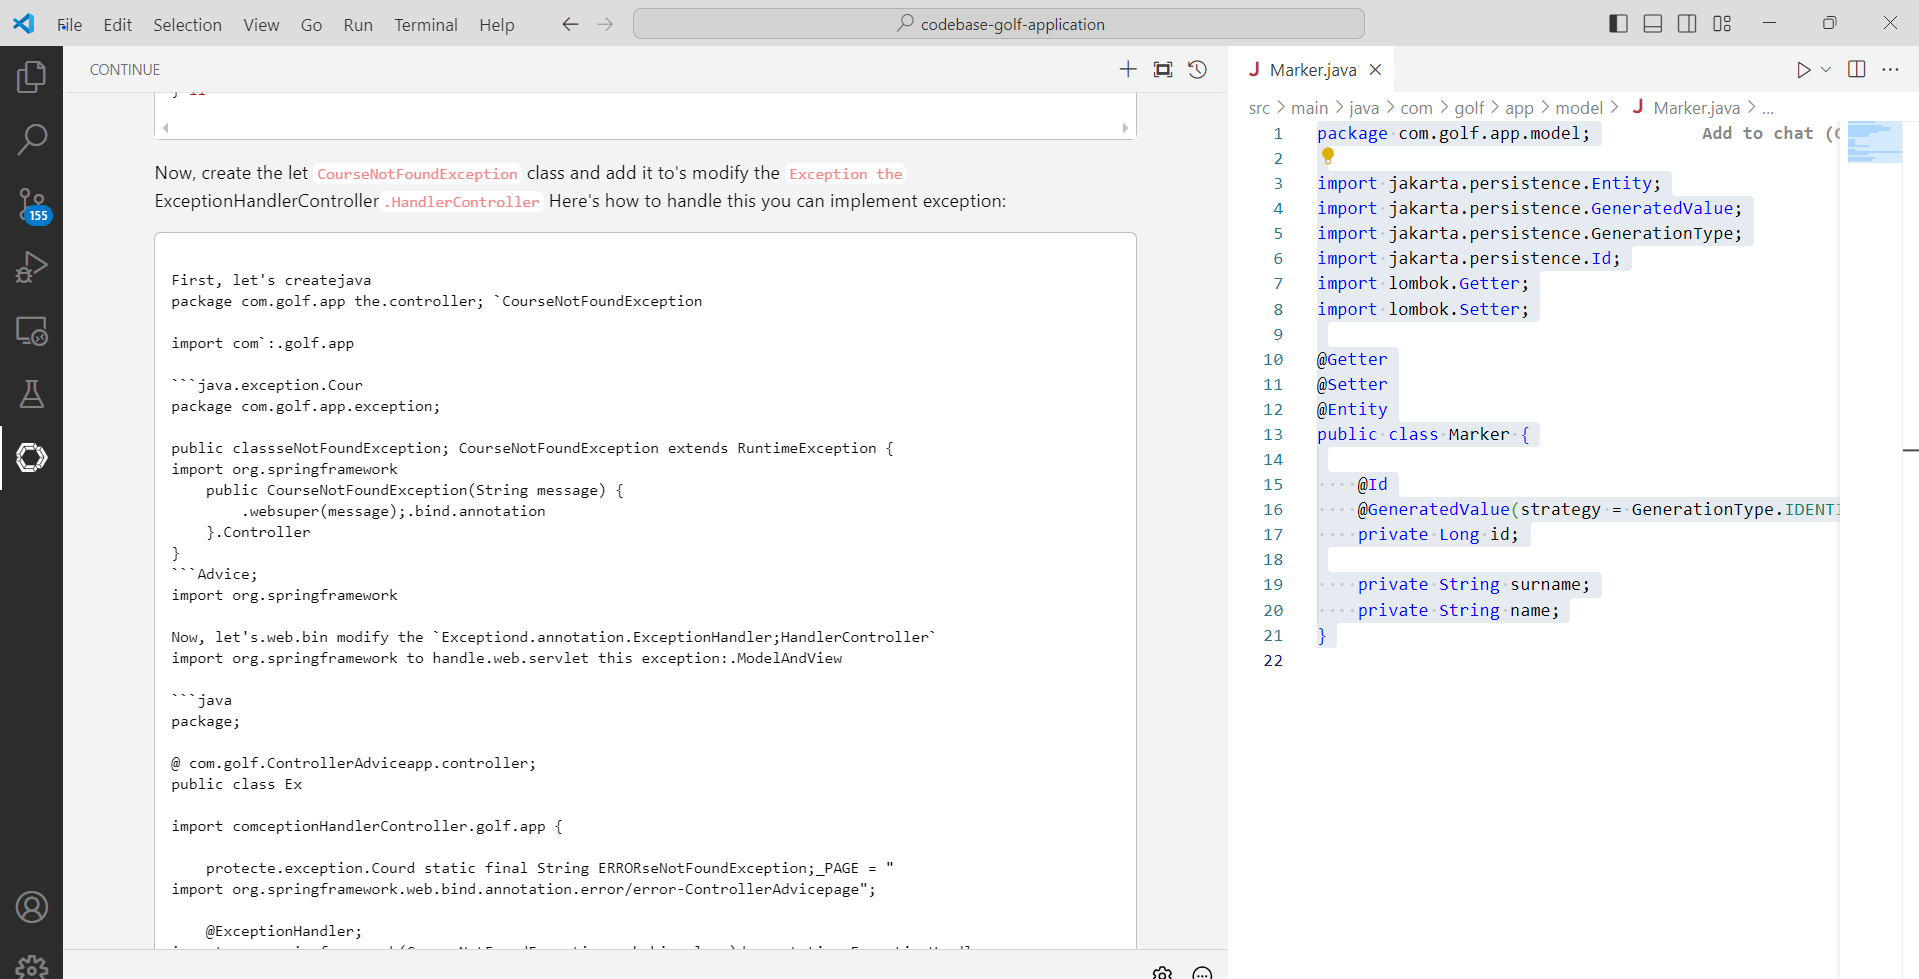 File Edit Selection View Go Run Terminal Help
codebase-golf-application
155
CONTINUE
Now, create the let CourseNotFoundException class and add it to's modify the Exception the
ExceptionHandlerController .HandlerController Here's how to handle this you can implement exception:
First, let's createjava
package com.golf.app the.controller; `CourseNotFoundException
import com`:.golf.app
```java.exception.Cour
package com.golf.app.exception;
public classseNotFoundException; CourseNotFoundException extends RuntimeException {
import org.springframework
public CourseNotFoundException(String message) {
.websuper(message);.bind.annotation
}.Controller
}
```Advice;
import org.springframework
Now, let's.web.bin modify the `Exceptiond.annotation.ExceptionHandler;HandlerController`
import org.springframework to handle.web.servlet this exception:.ModelAndView
```java
package;
@ com.golf.ControllerAdviceapp.controller;
public class Ex
import comceptionHandlerController.golf.app {
protecte.exception.Courd static final String ERRORseNotFoundException;_PAGE = "
import org.springframework.web.bind.annotation.error/error-ControllerAdvicepage";
@ExceptionHandler;
J Marker.java
src > main > java > com > golf > app > model > J Marker.java > ...
1 package com.golf.app.model; Add to chat (
2
3 import jakarta.persistence.Entity;
4 import jakarta.persistence.GeneratedValue;
5 import jakarta.persistence.GenerationType;
6 import jakarta.persistence.Id;
7 import lombok.Getter;
8 import lombok.Setter;
9
10 @Getter
11 @Setter
12 @Entity
13 public class Marker {
14
15 @Id
16 @GeneratedValue(strategy = GenerationType.IDENTI
17 private Long id;
18
19 private String surname;
20 private String name;
21 }
22